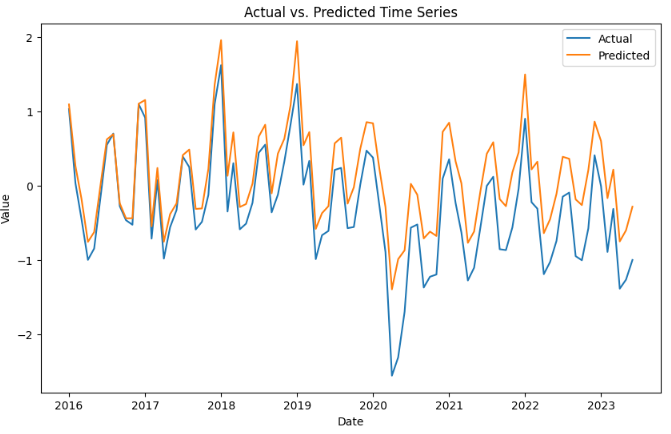 Actual vs. Predicted Time Series
Actual
Predicted
2
1
0
−1
−2
Value
2016 2017 2018 2019 2020 2021 2022 2023
Date